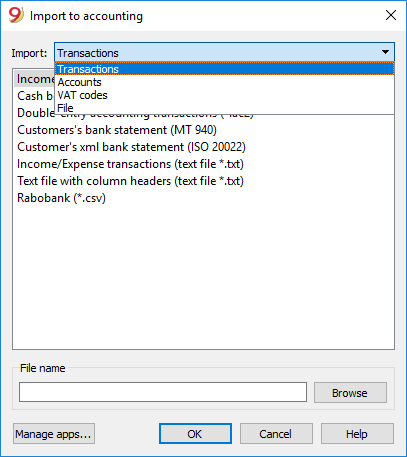 Import to accounting
Import: Transactions
Transactions
Accounts
VAT codes
File
Income
Cash b
Double-entry accounting transactions (*.ac2)
Customers's bank statement (MT 940)
Customer's xml bank statement (ISO 20022)
Income/Expense transactions (text file *.txt)
Text file with column headers (text file *.txt)
Rabobank (*.csv)
File name
Browse
Manage apps...
OK
Cancel
Help